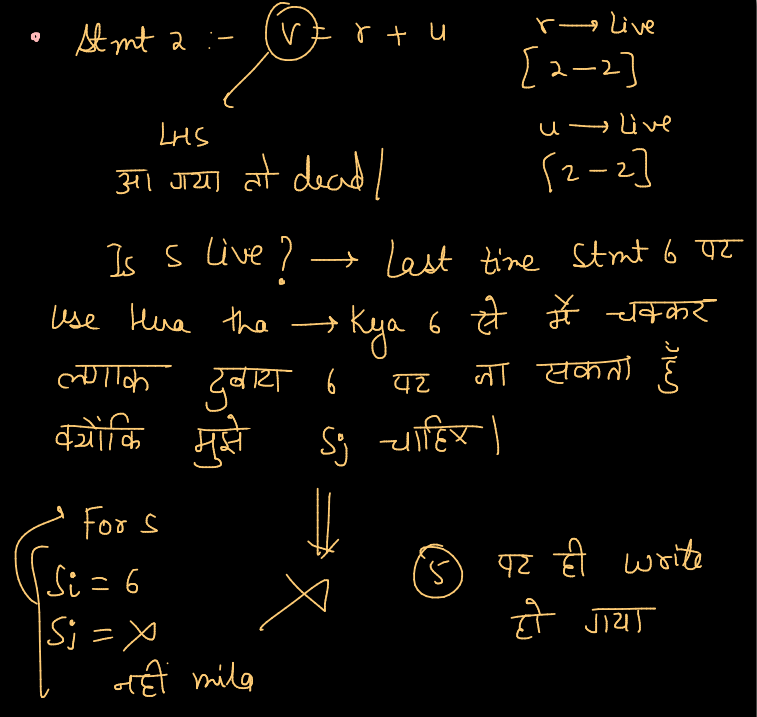 • Stmt 2 :- v = r + u
r → live
[2-2]
u → live
[2-2]
LHS
आ गया तो dead |
Is s live? → Last time stmt 6 पर
use Hua tha → Kya 6 से मैं चक्कर
लगाक दुबारा 6 पर जा सकता हूँ
क्योंकि मुझे Sj चाहिए |
For s
Si = 6
Sj = X
नहीं mila
5 पर ही write
हो गया